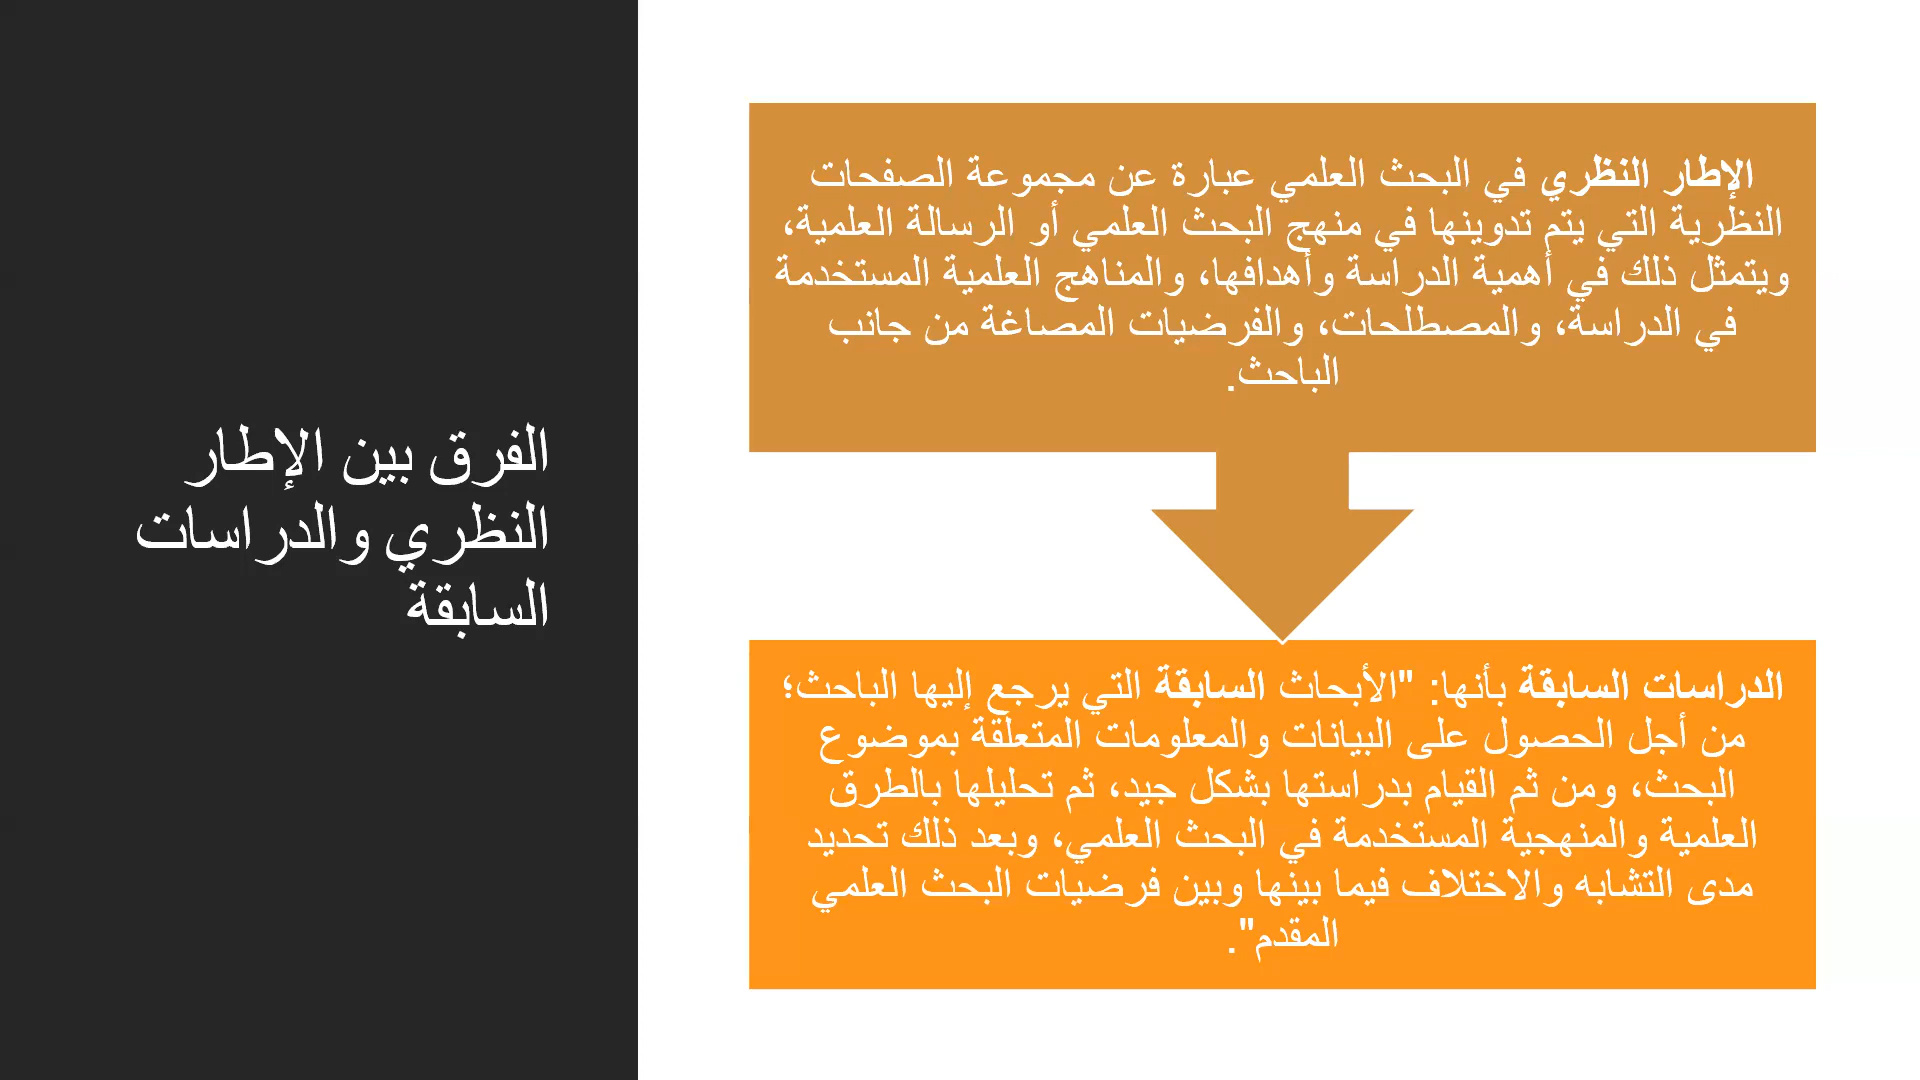 الفرق بين الإطار
النظري والدراسات
السابقة
الإطار النظري في البحث العلمي عبارة عن مجموعة الصفحات
النظرية التي يتم تدوينها في منهج البحث العلمي أو الرسالة العلمية،
ويتمثل ذلك في أهمية الدراسة وأهدافها، والمناهج العلمية المستخدمة
في الدراسة، والمصطلحات، والفرضيات المصاغة من جانب
الباحث.
الدراسات السابقة بأنها: "الأبحاث السابقة التي يرجع إليها الباحث؛
من أجل الحصول على البيانات والمعلومات المتعلقة بموضوع
البحث، ومن ثم القيام بدراستها بشكل جيد، ثم تحليلها بالطرق
العلمية والمنهجية المستخدمة في البحث العلمي، وبعد ذلك تحديد
مدى التشابه والاختلاف فيما بينها وبين فرضيات البحث العلمي
المقدم".